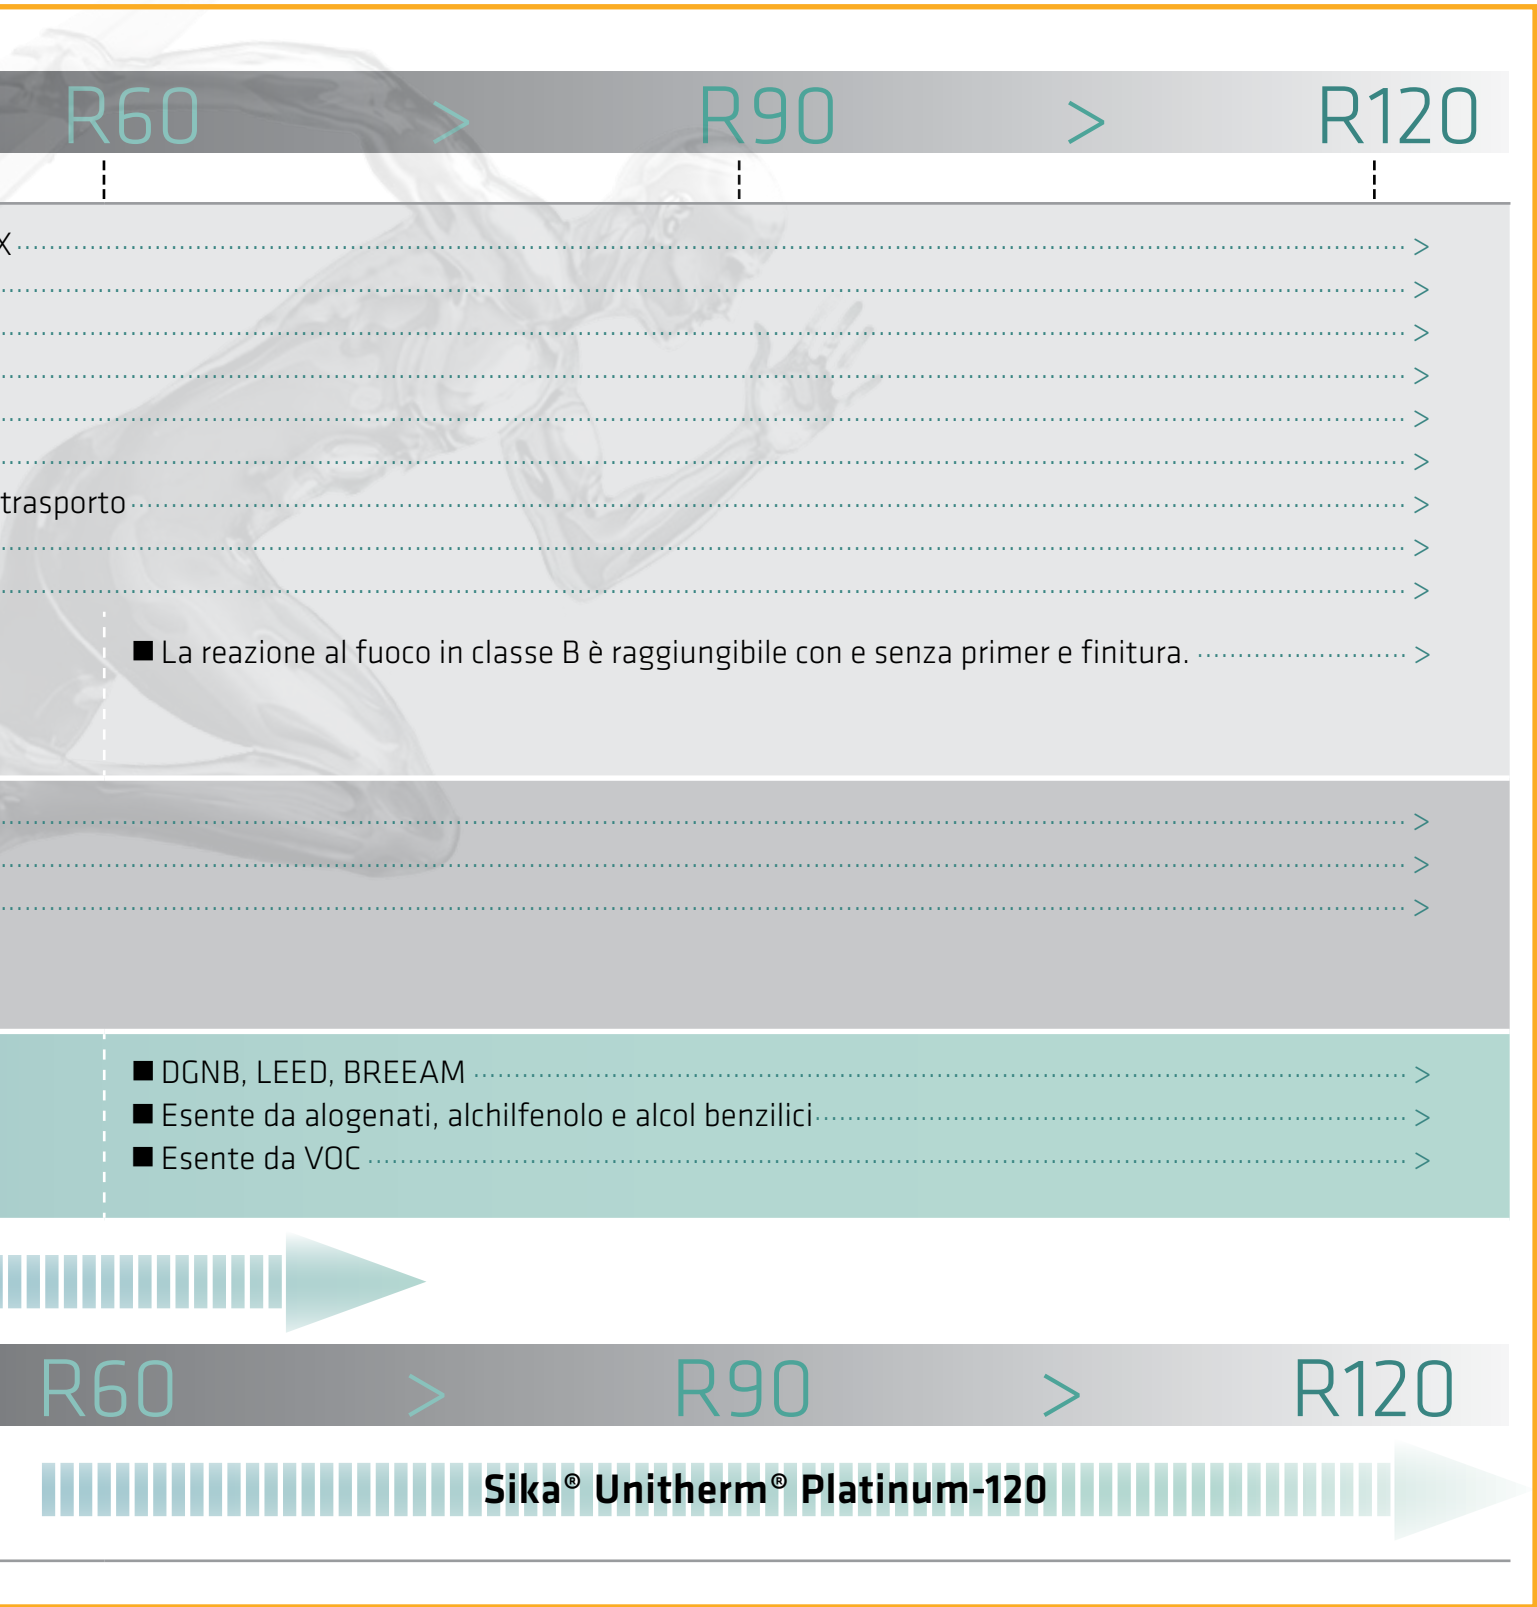 R60 > R90 > R120
X >
>
>
>
>
>
trasporto >
>
>
■ La reazione al fuoco in classe B è raggiungibile con e senza primer e finitura. >
>
>
>
■ DGNB, LEED, BREEAM >
■ Esente da alogenati, alchilfenolo e alcol benzilici >
■ Esente da VOC >
R60 > R90 > R120
Sika® Unitherm® Platinum-120